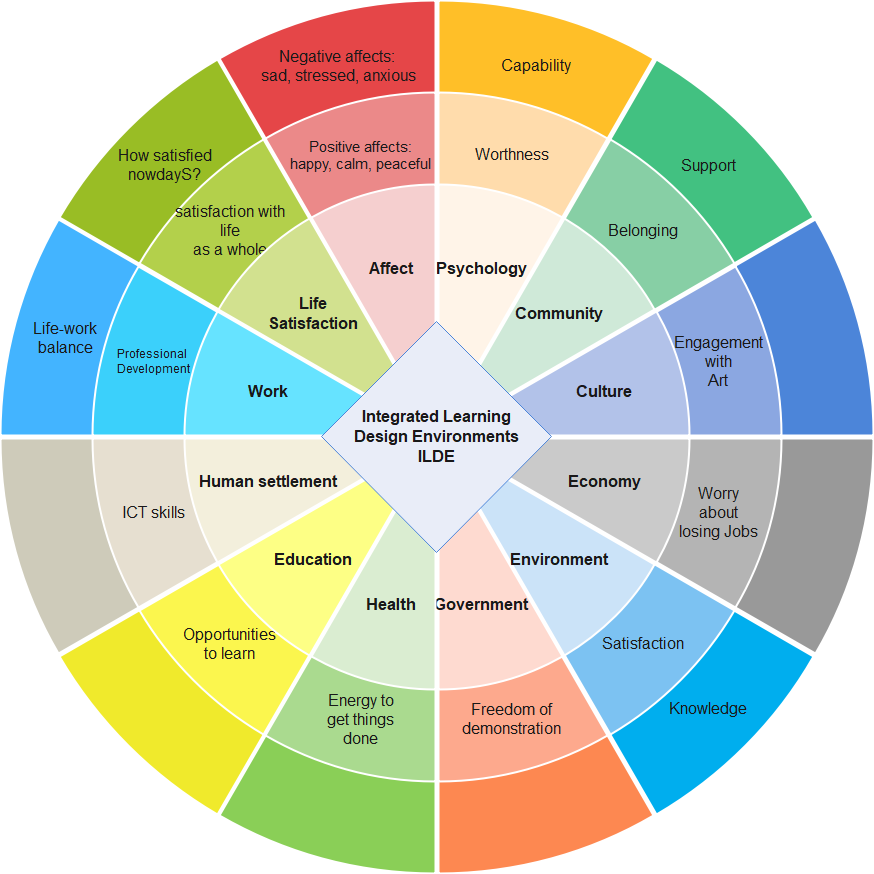 Negative affects:
sad, stressed, anxious
Capability
Positive affects:
happy, calm, peaceful
Worthness
How satisfied
nowdayS?
Support
satisfaction with
life
as a whole
Belonging
Affect
Psychology
Life
Satisfaction
Community
Life-work
balance
Professional
Development
Engagement
with
Art
Work
Culture
Integrated Learning
Design Environments
ILDE
Human settlement
Economy
ICT skills
Worry
about
losing Jobs
Education
Environment
Health
Government
Opportunities
to learn
Satisfaction
Energy to
get things
done
Freedom of
demonstration
Knowledge